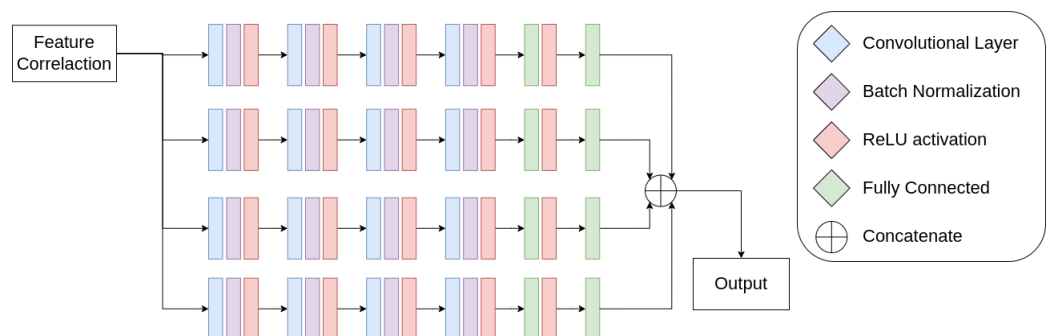 Feature
Correlaction
Convolutional Layer
Batch Normalization
ReLU activation
Fully Connected
Concatenate
Output